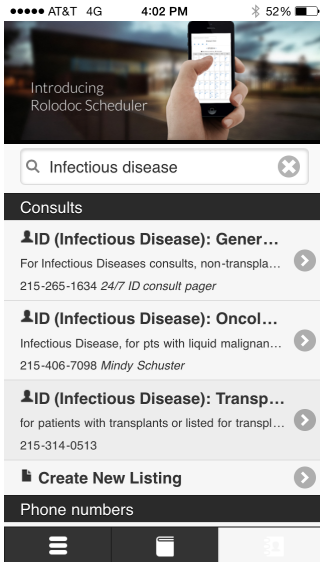 AT&T 4G 4:02 PM 52%
Introducing
Rolodoc Scheduler
Infectious disease
Consults
ID (Infectious Disease): Gener...
For Infectious Diseases consults, non-transpla...
215-265-1634 24/7 ID consult pager
ID (Infectious Disease): Oncol...
Infectious Disease, for pts with liquid malignan...
215-406-7098 Mindy Schuster
ID (Infectious Disease): Transp...
for patients with transplants or listed for transpl...
215-314-0513
Create New Listing
Phone numbers